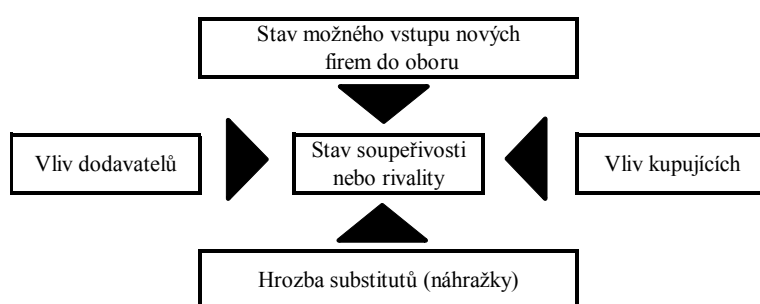 Stav možného vstupu nových
firem do oboru
Vliv dodavatelů
Stav soupeřivosti
nebo rivality
Vliv kupujících
Hrozba substitutů (náhražky)